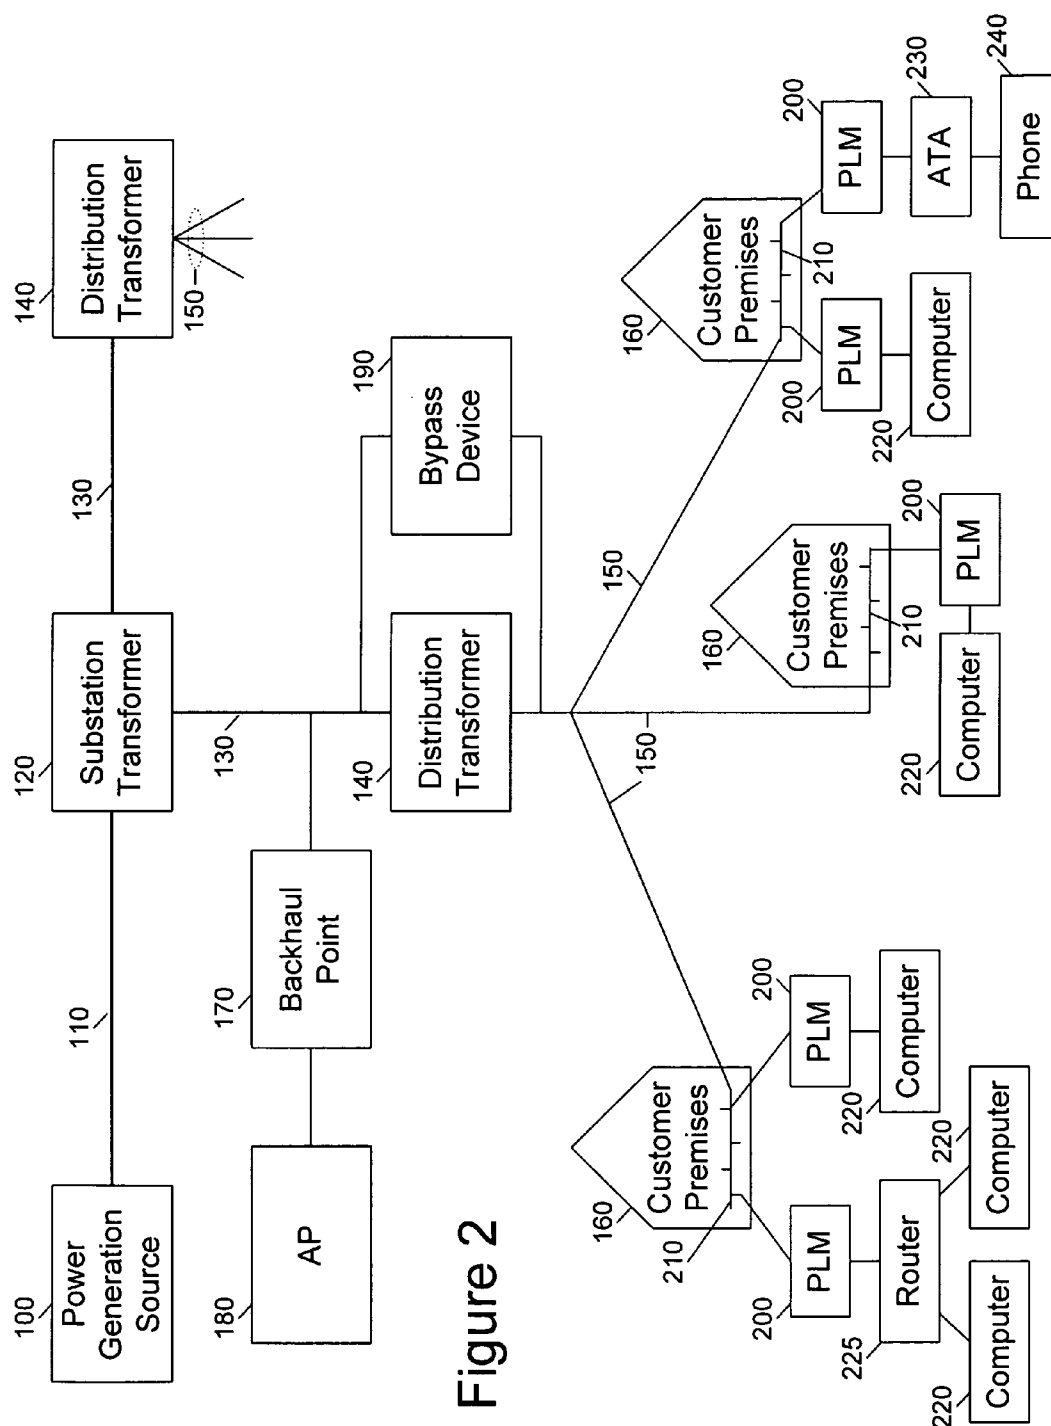 100
Power
Generation
Source
110
120
Substation
Transformer
130
140
Distribution
Transformer
150
180
AP
170
Backhaul
Point
130
140
Distribution
Transformer
190
Bypass
Device
Figure 2
150
150
160
Customer
Premises
210
200
PLM
200
PLM
225
Router
220
Computer
220
Computer
220
Computer
160
Customer
Premises
210
200
PLM
220
Computer
160
Customer
Premises
210
200
PLM
220
Computer
200
PLM
230
ATA
240
Phone